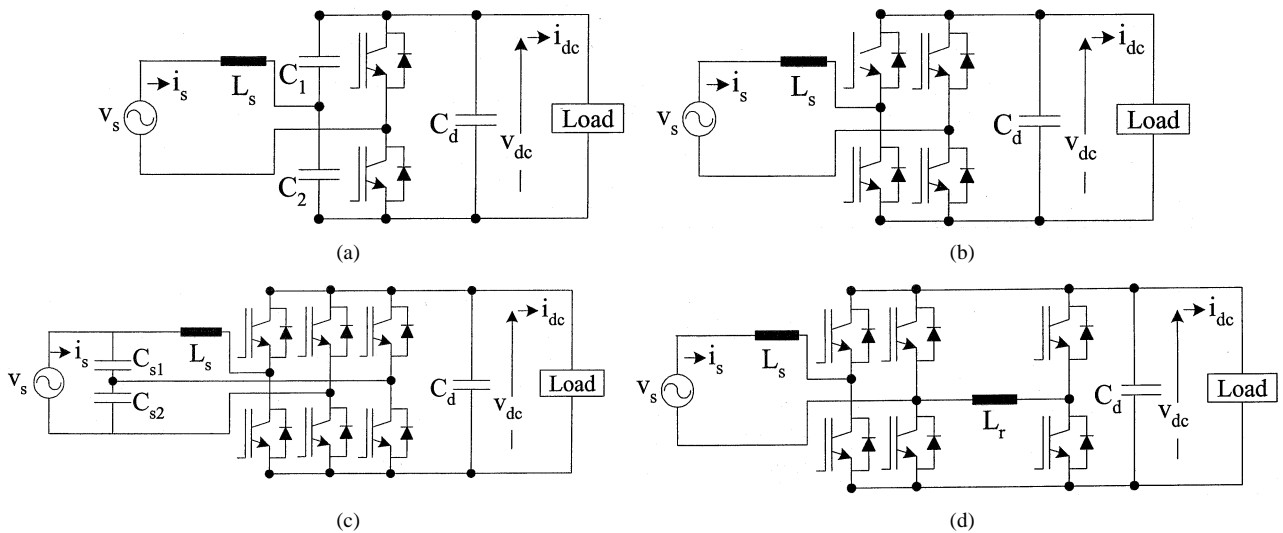 i_dc
C_1
i_s
L_s
v_s
C_d
Load
v_dc
C_2
(a)
i_dc
i_s
L_s
v_s
C_d
Load
v_dc
(b)
i_dc
i_s
C_s1
L_s
v_s
C_s2
C_d
Load
v_dc
(c)
i_dc
i_s
L_s
v_s
C_d
Load
v_dc
L_r
(d)